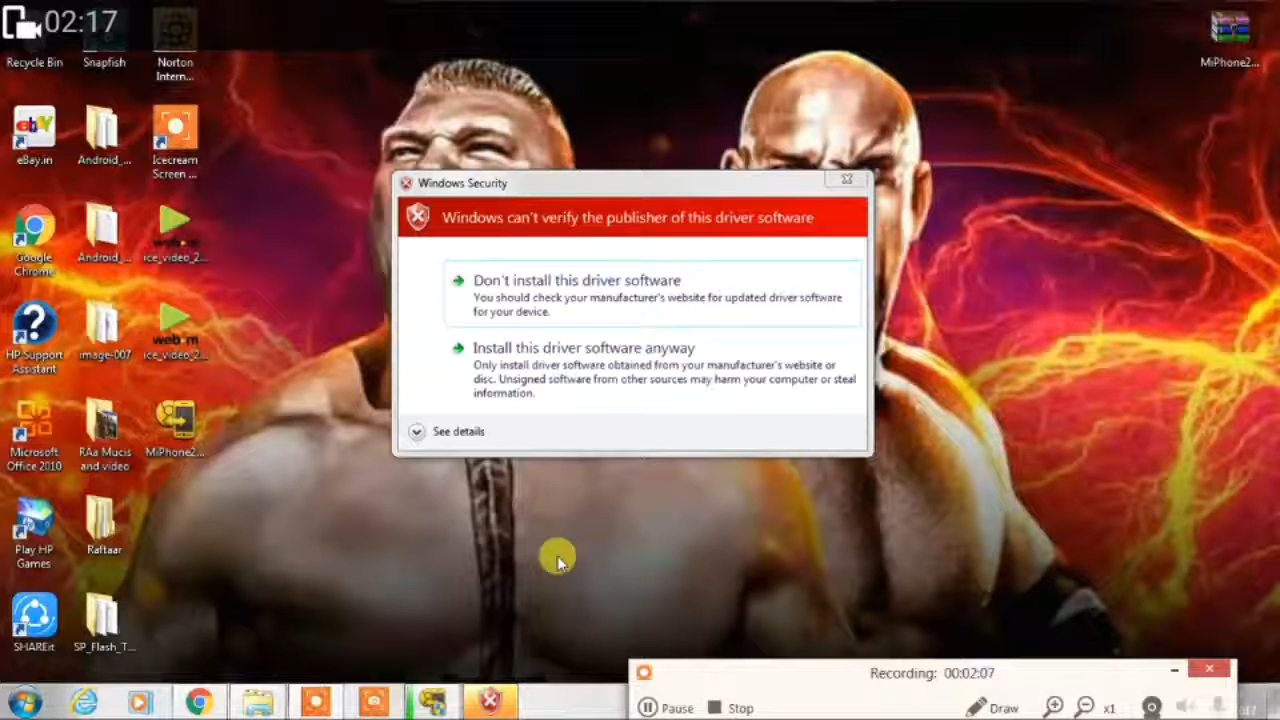 02:17
Recycle Bin
Snapfish
Norton
Intern...
MiPhone2...
eBay.in
Android_...
Icecream
Screen ...
Google
Chrome
Android_...
ice_video_2...
HP Support
Assistant
image-007
ice_video_2...
Microsoft
Office 2010
RAa Mucis
and video
MiPhone2...
Play HP
Games
Raftaar
SHAREit
SP_Flash_T...
Windows Security
Windows can't verify the publisher of this driver software
Don't install this driver software
You should check your manufacturer's website for updated driver software
for your device.
Install this driver software anyway
Only install driver software obtained from your manufacturer's website or
disc. Unsigned software from other sources may harm your computer or steal
information.
See details
Recording: 00:02:07
Pause
Stop
Draw
x1